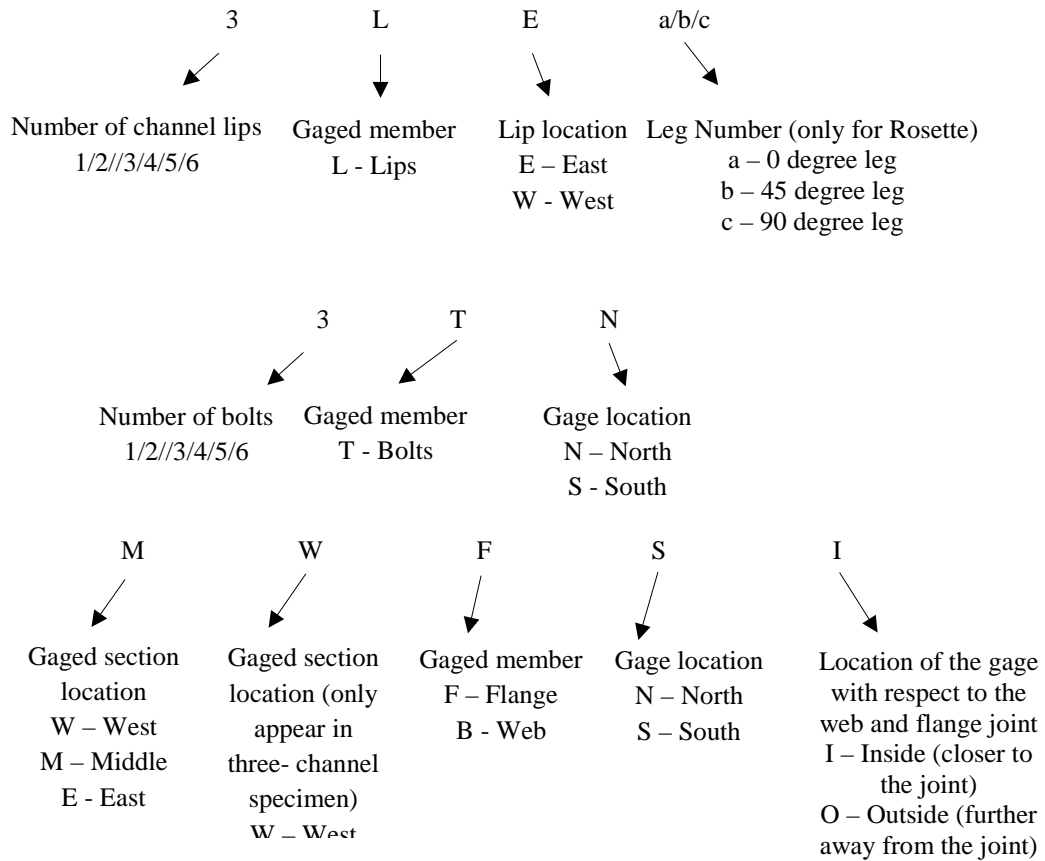 3 L E a/b/c
Number of channel lips
1/2//3/4/5/6
Gaged member
L - Lips
Lip location
E – East
W - West
Leg Number (only for Rosette)
a – 0 degree leg
b – 45 degree leg
c – 90 degree leg
3 T N
Number of bolts
1/2//3/4/5/6
Gaged member
T - Bolts
Gage location
N – North
S - South
M W F S I
Gaged section
location
W – West
M – Middle
E - East
Gaged section
location (only
appear in
three- channel
specimen)
W – West
Gaged member
F – Flange
B - Web
Gage location
N – North
S – South
Location of the gage
with respect to the
web and flange joint
I – Inside (closer to
the joint)
O – Outside (further
away from the joint)